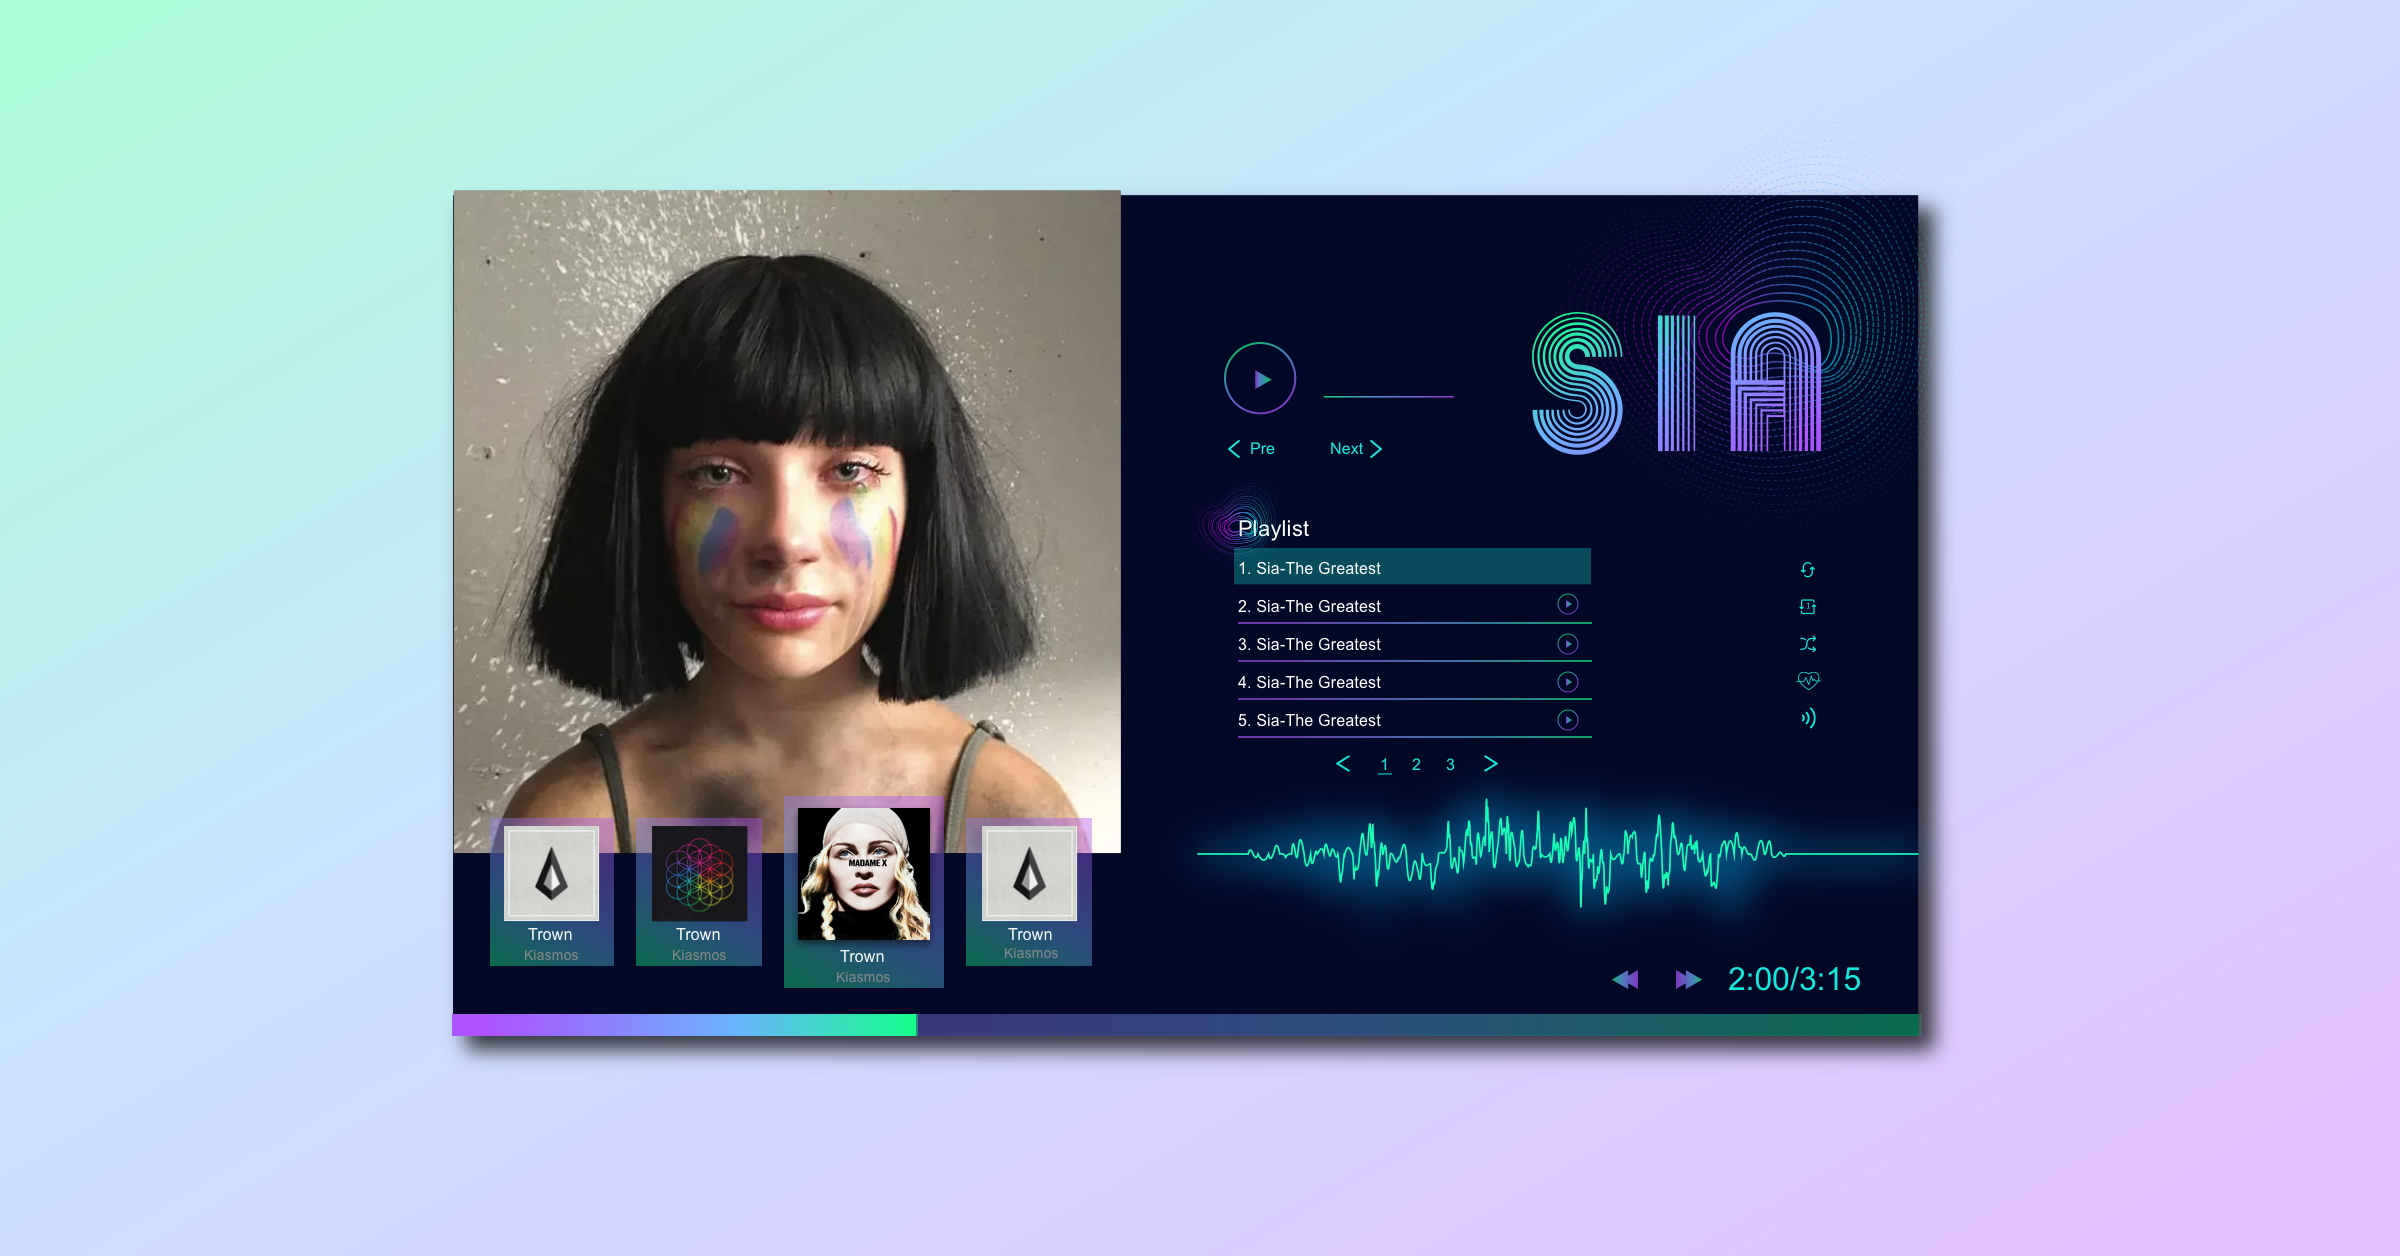 SIA
Pre
Next
Playlist
1. Sia-The Greatest
2. Sia-The Greatest
3. Sia-The Greatest
4. Sia-The Greatest
5. Sia-The Greatest
1 2 3
MADAME X
Trown
Kiasmos
Trown
Kiasmos
Trown
Kiasmos
Trown
Kiasmos
2:00/3:15